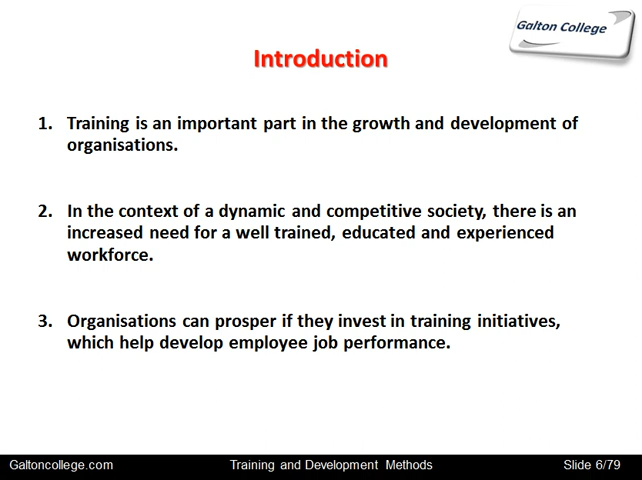 Galton College
Introduction
1. Training is an important part in the growth and development of
organisations.
2. In the context of a dynamic and competitive society, there is an
increased need for a well trained, educated and experienced
workforce.
3. Organisations can prosper if they invest in training initiatives,
which help develop employee job performance.
Galtoncollege.com Training and Development Methods Slide 6/79